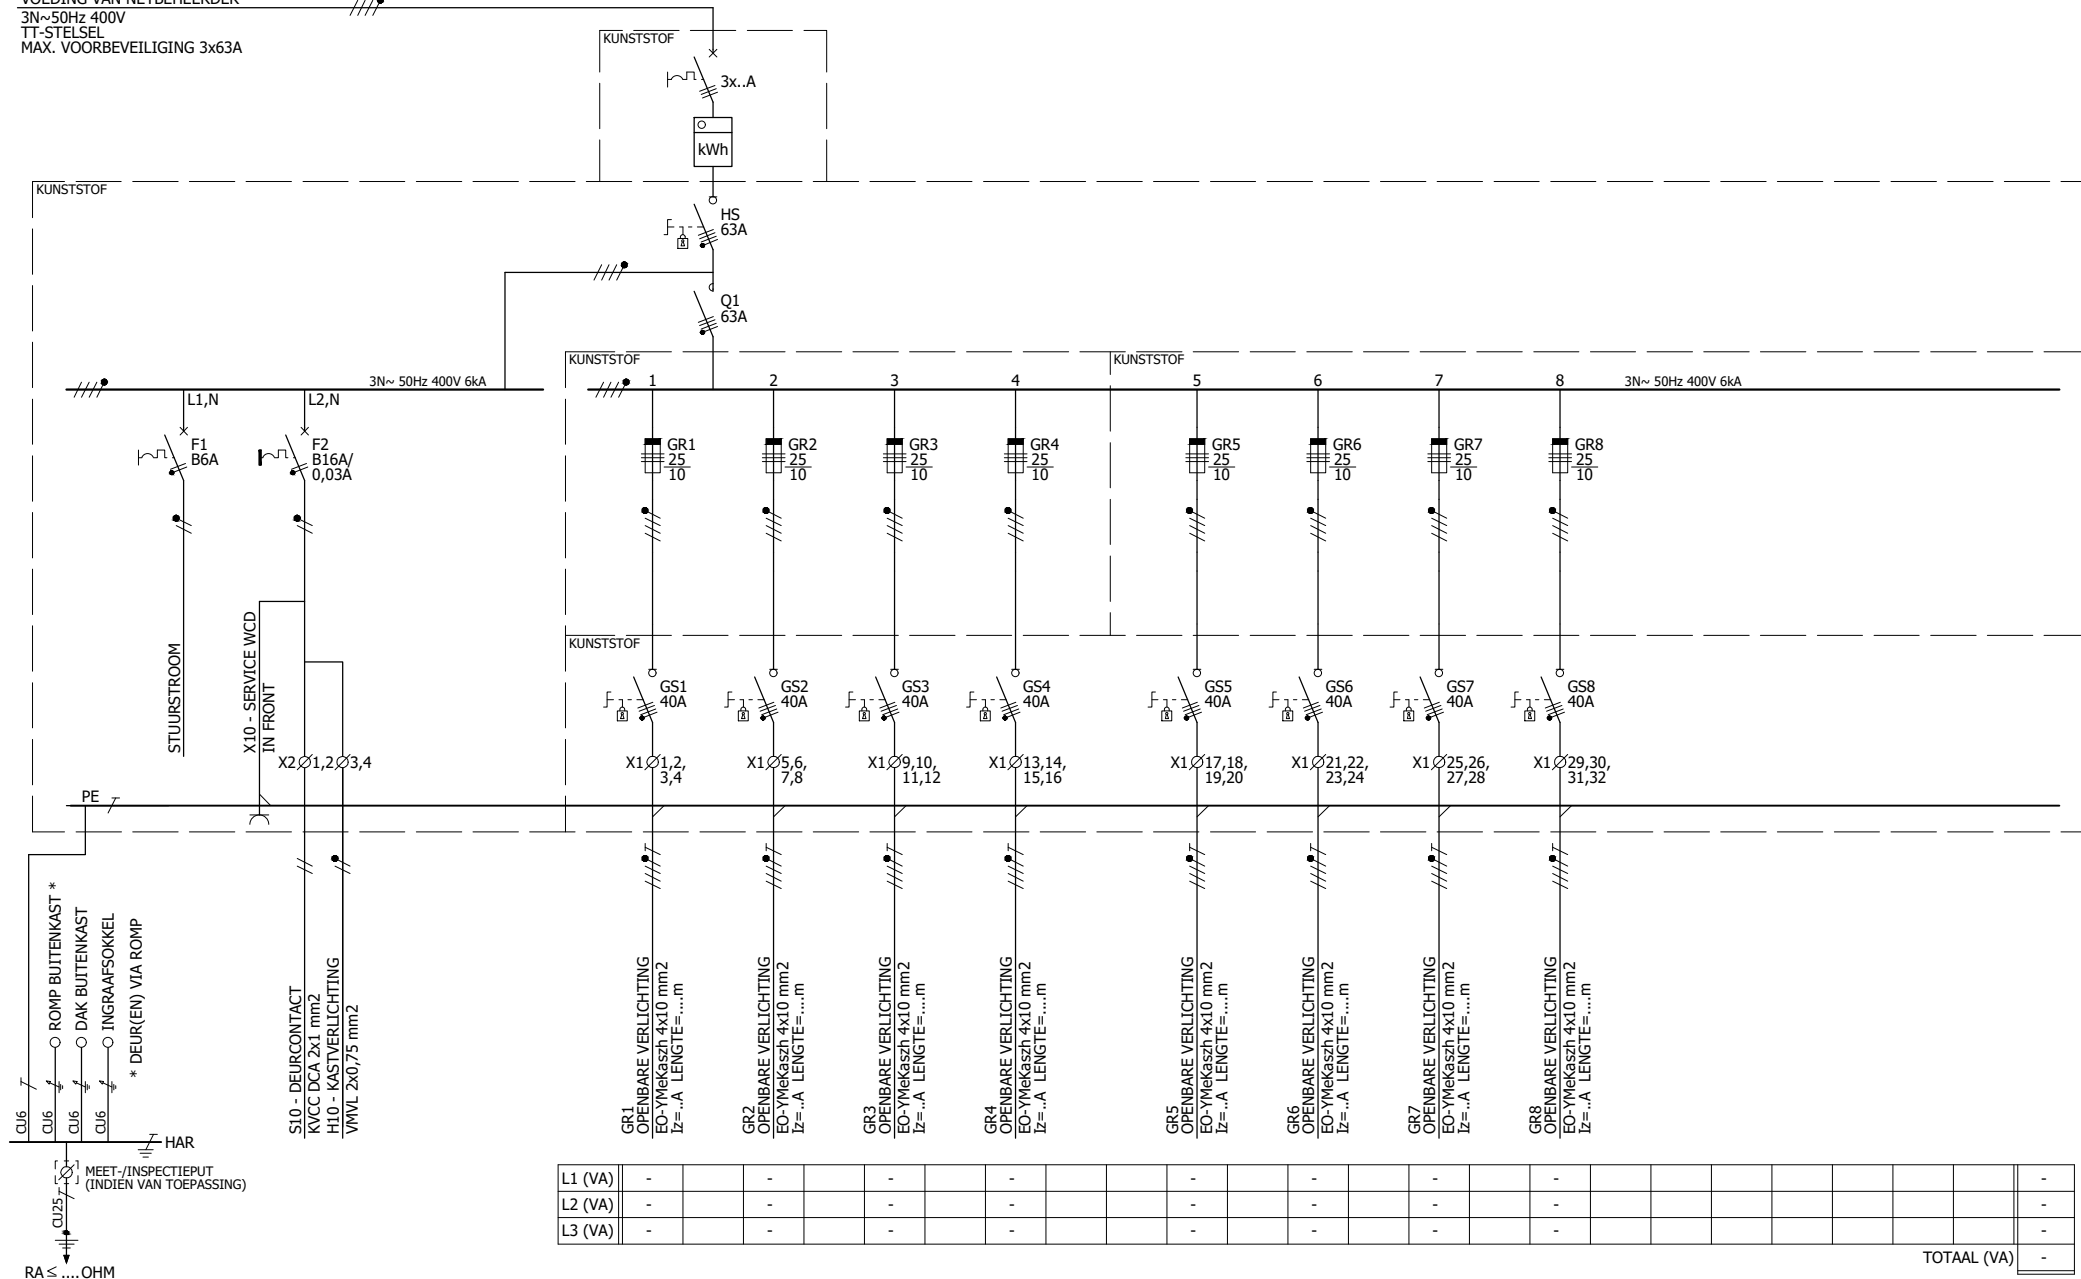 VOEDING VAN NETBEHEERDER
3N~50Hz 400V
TT-STELSEL
MAX. VOORBEVEILIGING 3x63A
KUNSTSTOF
3x..A
kWh
KUNSTSTOF
HS
63A
Q1
63A
KUNSTSTOF
KUNSTSTOF
3N~ 50Hz 400V 6kA
1
2
3
4
5
6
7
8
3N~ 50Hz 400V 6kA
L1,N
L2,N
F1
B6A
F2
B16A/
0,03A
GR1
25
10
GR2
25
10
GR3
25
10
GR4
25
10
GR5
25
10
GR6
25
10
GR7
25
10
GR8
25
10
STUURSTROOM
X10 - SERVICE WCD
IN FRONT
KUNSTSTOF
GS1
40A
GS2
40A
GS3
40A
GS4
40A
GS5
40A
GS6
40A
GS7
40A
GS8
40A
X2 1,2
3,4
X1 1,2,
3,4
X1 5,6,
7,8
X1 9,10,
11,12
X1 13,14,
15,16
X1 17,18,
19,20
X1 21,22,
23,24
X1 25,26,
27,28
X1 29,30,
31,32
PE
CU6
CU6
ROMP BUITENKAST *
CU6
DAK BUITENKAST
CU6
INGRAAFSOKKEL
* DEUR(EN) VIA ROMP
S10 - DEURCONTACT
KVCC DCA 2x1 mm2
H10 - KASTVERLICHTING
VMVL 2x0,75 mm2
GR1
OPENBARE VERLICHTING
EO-YMeKaszh 4x10 mm2
Iz=..A LENGTE=....m
GR2
OPENBARE VERLICHTING
EO-YMeKaszh 4x10 mm2
Iz=..A LENGTE=....m
GR3
OPENBARE VERLICHTING
EO-YMeKaszh 4x10 mm2
Iz=..A LENGTE=....m
GR4
OPENBARE VERLICHTING
EO-YMeKaszh 4x10 mm2
Iz=..A LENGTE=....m
GR5
OPENBARE VERLICHTING
EO-YMeKaszh 4x10 mm2
Iz=..A LENGTE=....m
GR6
OPENBARE VERLICHTING
EO-YMeKaszh 4x10 mm2
Iz=..A LENGTE=....m
GR7
OPENBARE VERLICHTING
EO-YMeKaszh 4x10 mm2
Iz=..A LENGTE=....m
GR8
OPENBARE VERLICHTING
EO-YMeKaszh 4x10 mm2
Iz=..A LENGTE=....m
HAR
MEET-/INSPECTIEPUT
(INDIEN VAN TOEPASSING)
CU25
RA ≤ ....OHM
L1 (VA) - - - - - - - - -
L2 (VA) - - - - - - - - -
L3 (VA) - - - - - - - - -
TOTAAL (VA) -